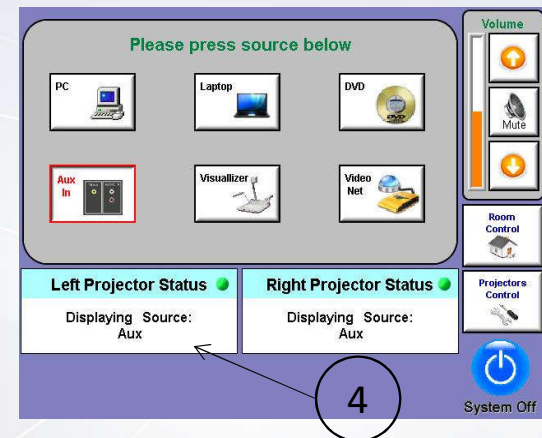 Please press source below
PC
Laptop
DVD
Aux
In
Visuallizer
Video
Net
Left Projector Status
Displaying Source:
Aux
Right Projector Status
Displaying Source:
Aux
Volume
Mute
Room
Control
Projectors
Control
System Off
4